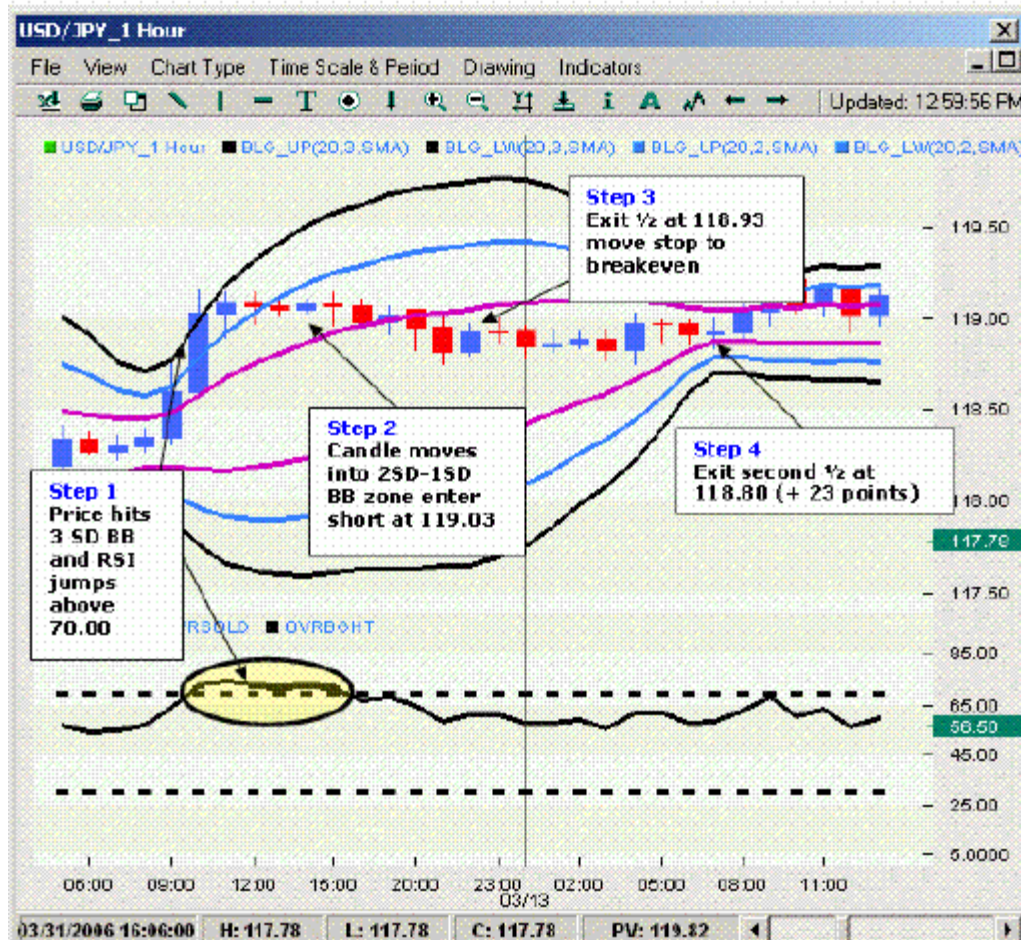 USD/JPY_1 Hour
File View Chart Type Time Scale & Period Drawing Indicators
Updated: 12:59:56 PM
USD/JPY_1 Hour BLG_UP(20,3,SMA) BLG_LW(20,3,SMA) BLG_UP(20,2,SMA) BLG_LW(20,2,SMA)
Step 3
Exit ½ at 118.93
move stop to
breakeven
119.50
119.00
118.50
118.00
117.78
117.50
Step 2
Candle moves
into 2SD-1SD
BB zone enter
short at 119.03
Step 4
Exit second ½ at
118.80 (+ 23 points)
Step 1
Price hits
3 SD BB
and RSI
jumps
above
70.00
RSOLD OVRBGHT
95.00
65.00
56.50
45.00
25.00
5.0000
06:00 09:00 12:00 15:00 20:00 23:00 02:00 05:00 08:00 11:00
03/13
03/31/2006 16:06:00 H: 117.78 L: 117.78 C: 117.78 PV: 119.82